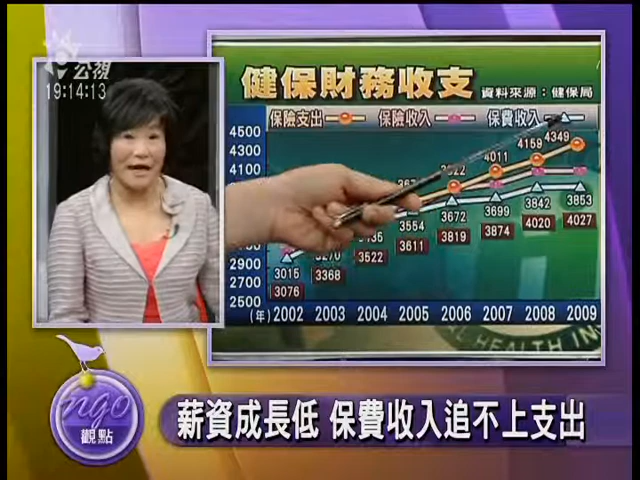 公視
19:14:13
健保財務收支
資料來源：健保局
保險支出 保險收入 保費收入
4500
4300
4100
2900
2700
2500
4349
4159
4011
3672 3699 3842 3853
3554
3611 3819 3874 4020 4027
3522
3015
3368
3076
(年) 2002 2003 2004 2005 2006 2007 2008 2009
AL HEALTH IN
ngo
觀點
薪資成長低 保費收入追不上支出